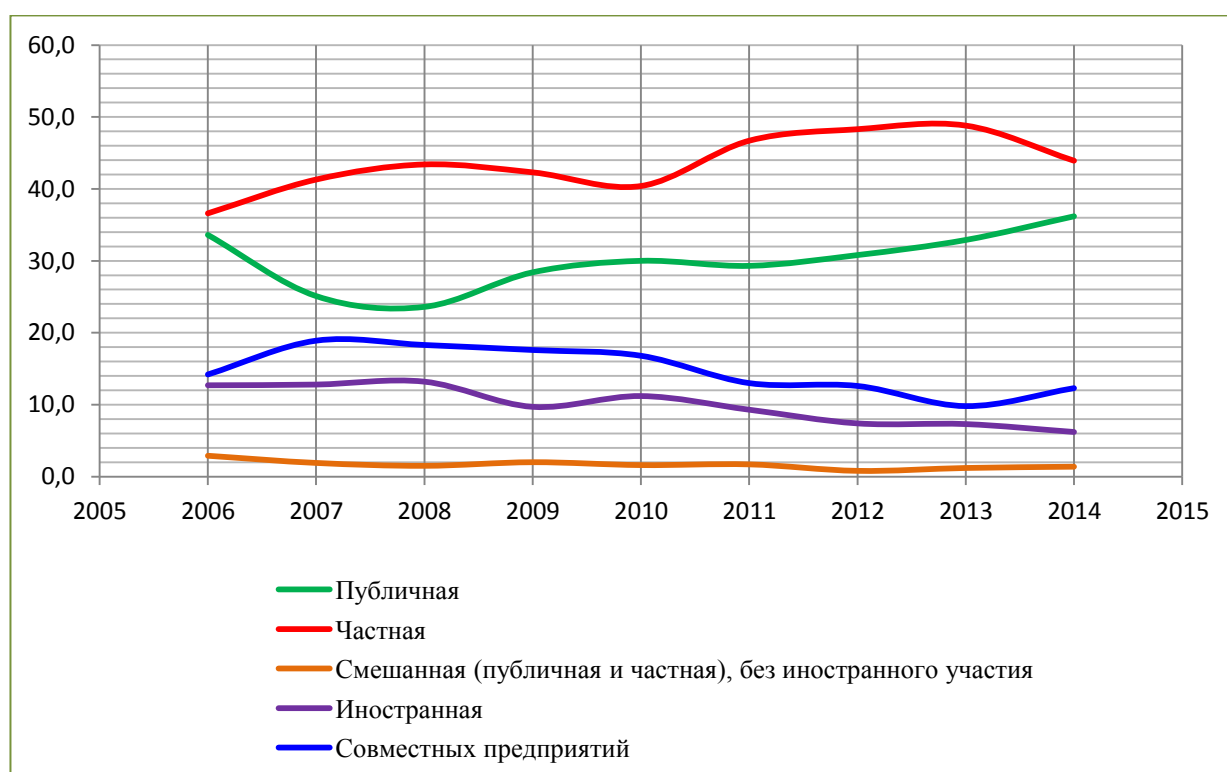 60,0
50,0
40,0
30,0
20,0
10,0
0,0
2005 2006 2007 2008 2009 2010 2011 2012 2013 2014 2015
Публичная
Частная
Смешанная (публичная и частная), без иностранного участия
Иностранная
Совместных предприятий